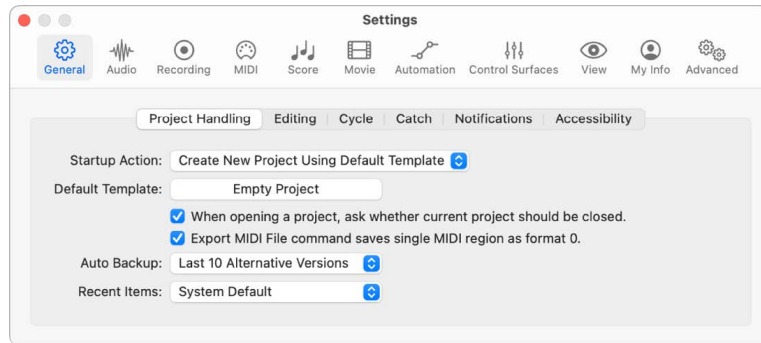 Settings
General Audio Recording MIDI Score Movie Automation Control Surfaces View My Info Advanced
Project Handling Editing Cycle Catch Notifications Accessibility
Startup Action: Create New Project Using Default Template
Default Template: Empty Project
When opening a project, ask whether current project should be closed.
Export MIDI File command saves single MIDI region as format 0.
Auto Backup: Last 10 Alternative Versions
Recent Items: System Default